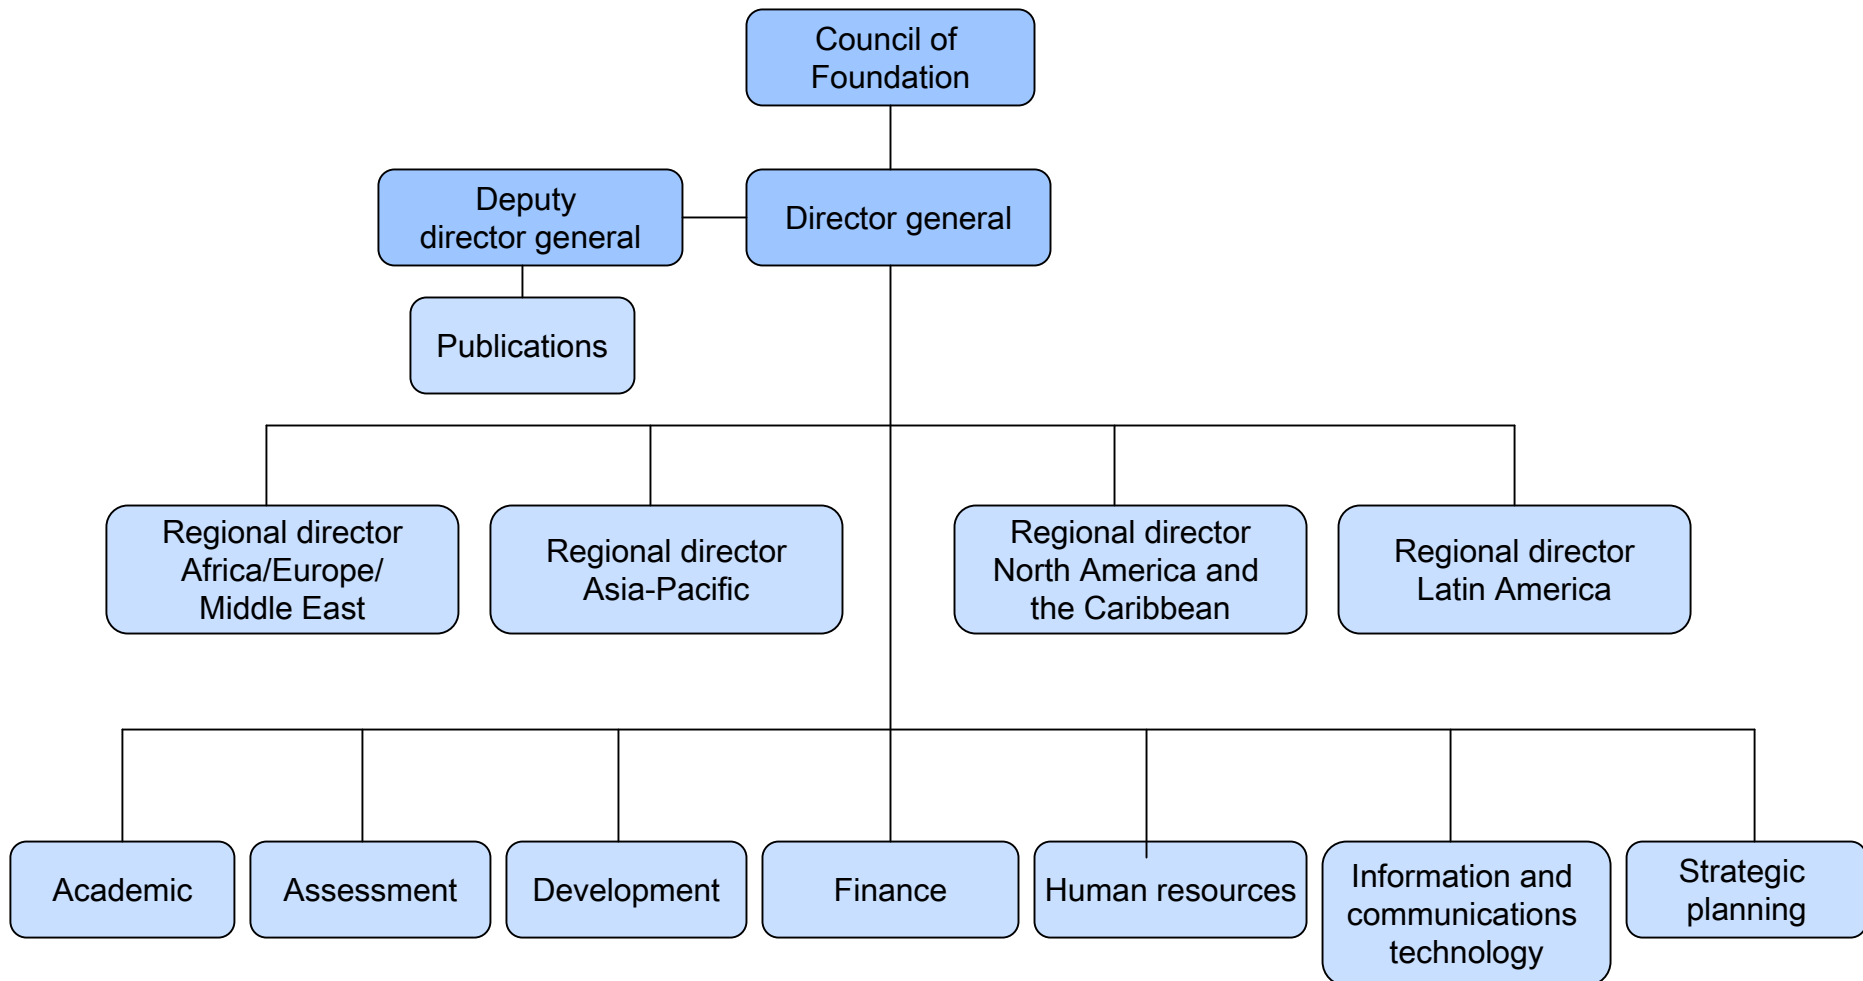 Council of
Foundation
Deputy
director general
Director general
Publications
Regional director
Africa/Europe/
Middle East
Regional director
Asia-Pacific
Regional director
North America and
the Caribbean
Regional director
Latin America
Academic
Assessment
Development
Finance
Human resources
Information and
communications
technology
Strategic
planning